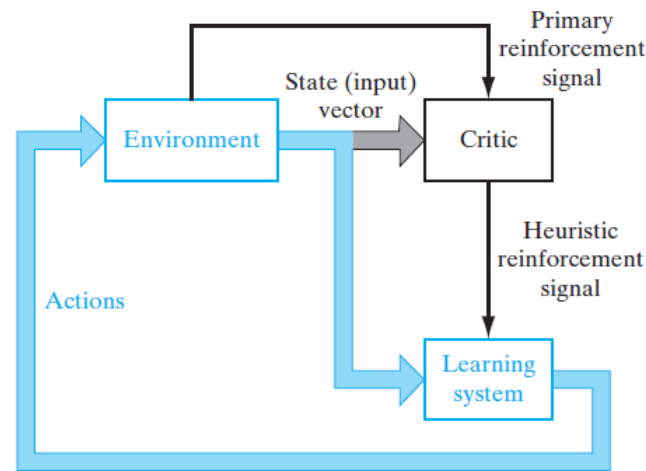 Primary
reinforcement
signal
State (input)
vector
Environment
Critic
Heuristic
reinforcement
signal
Actions
Learning
system